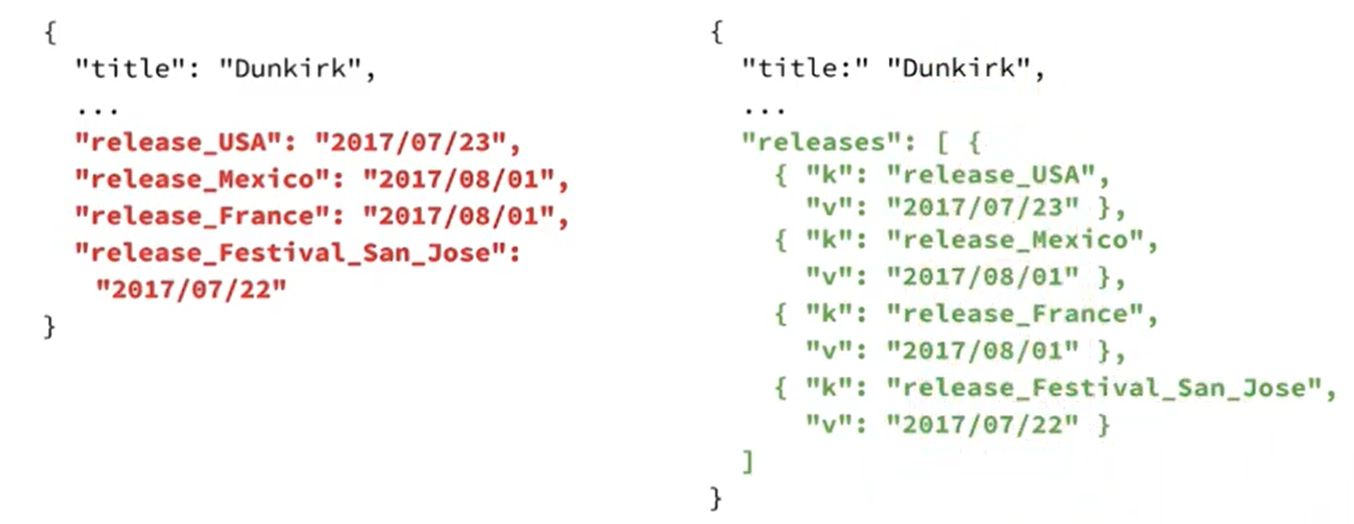 {
"title": "Dunkirk",
...
"release_USA": "2017/07/23",
"release_Mexico": "2017/08/01",
"release_France": "2017/08/01",
"release_Festival_San_Jose":
"2017/07/22"
}
{
"title:" "Dunkirk",
...
"releases": [ {
{ "k": "release_USA",
"v": "2017/07/23" },
{ "k": "release_Mexico",
"v": "2017/08/01" },
{ "k": "release_France",
"v": "2017/08/01" },
{ "k": "release_Festival_San_Jose",
"v": "2017/07/22" }
]
}